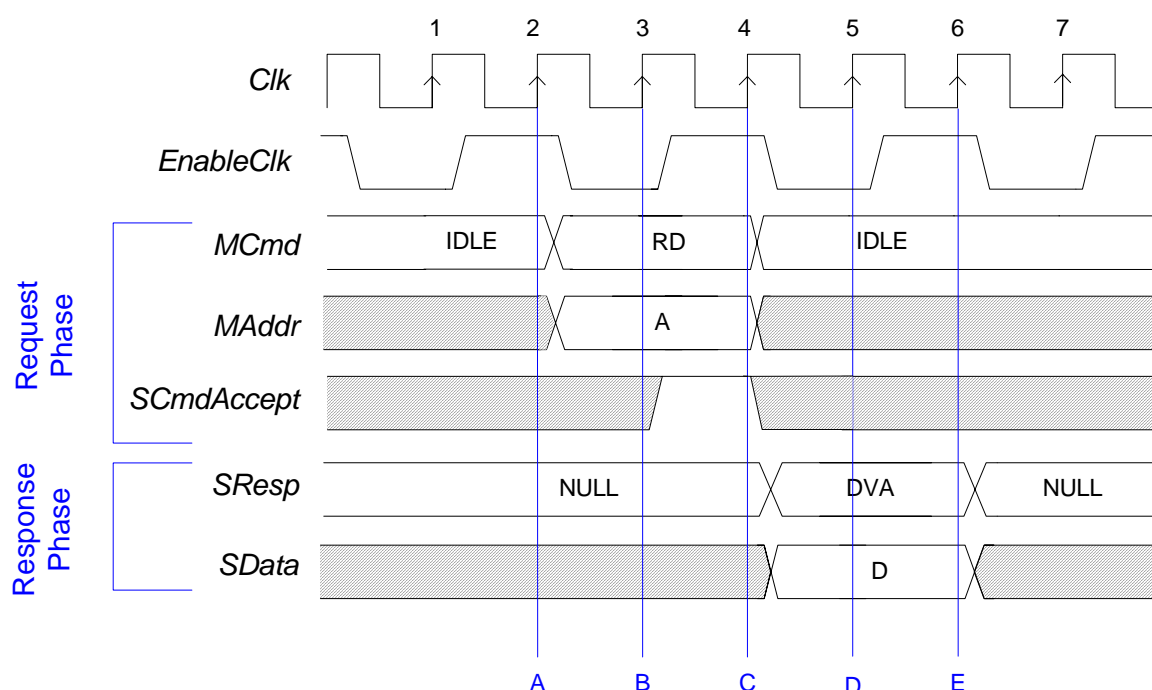 1 2 3 4 5 6 7
Clk
EnableClk
MCmd IDLE RD IDLE
MAddr A
SCmdAccept
Request
Phase
SResp NULL DVA NULL
SData D
Response
Phase
A B C D E